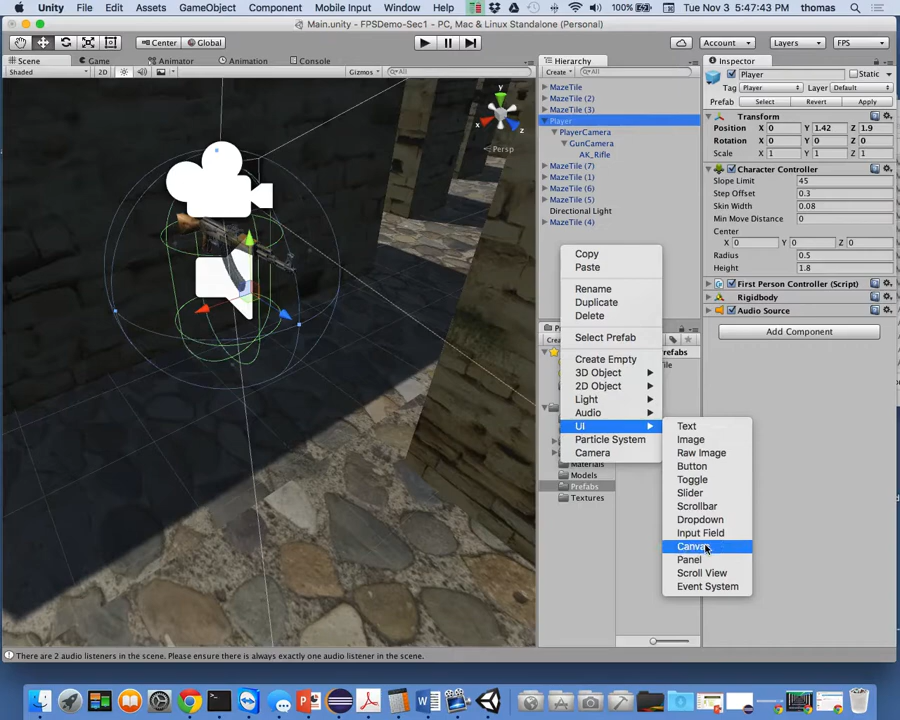 Unity File Edit Assets GameObject Component Mobile Input Window Help 100% Tue Nov 3 5:47:43 PM thomas
Main.unity - FPSDemo-Sec1 - PC, Mac & Linux Standalone (Personal)
Center Global Account Layers FPS
Scene Game Animator Animation Console
Shaded 2D Gizmos All
y
x
z
Persp
Hierarchy
Create All
MazeTile
MazeTile (2)
MazeTile (3)
Player
PlayerCamera
GunCamera
AK_Rifle
MazeTile (7)
MazeTile (1)
MazeTile (6)
MazeTile (5)
Directional Light
MazeTile (4)
Copy
Paste
Rename
Duplicate
Delete
Select Prefab
Create Empty
3D Object
2D Object
Light
Audio
UI
Particle System
Camera
Text
Image
Raw Image
Button
Toggle
Slider
Scrollbar
Dropdown
Input Field
Canvas
Panel
Scroll View
Event System
Materials
Models
Prefabs
Textures
Inspector
Player Static
Tag Player Layer Default
Prefab Select Revert Apply
Transform
Position X 0 Y 1.42 Z 1.9
Rotation X 0 Y 0 Z 0
Scale X 1 Y 1 Z 1
Character Controller
Slope Limit 45
Step Offset 0.3
Skin Width 0.08
Min Move Distance 0
Center
X 0 Y 0 Z 0
Radius 0.5
Height 1.8
First Person Controller (Script)
Rigidbody
Audio Source
Add Component
There are 2 audio listeners in the scene. Please ensure there is always exactly one audio listener in the scene.